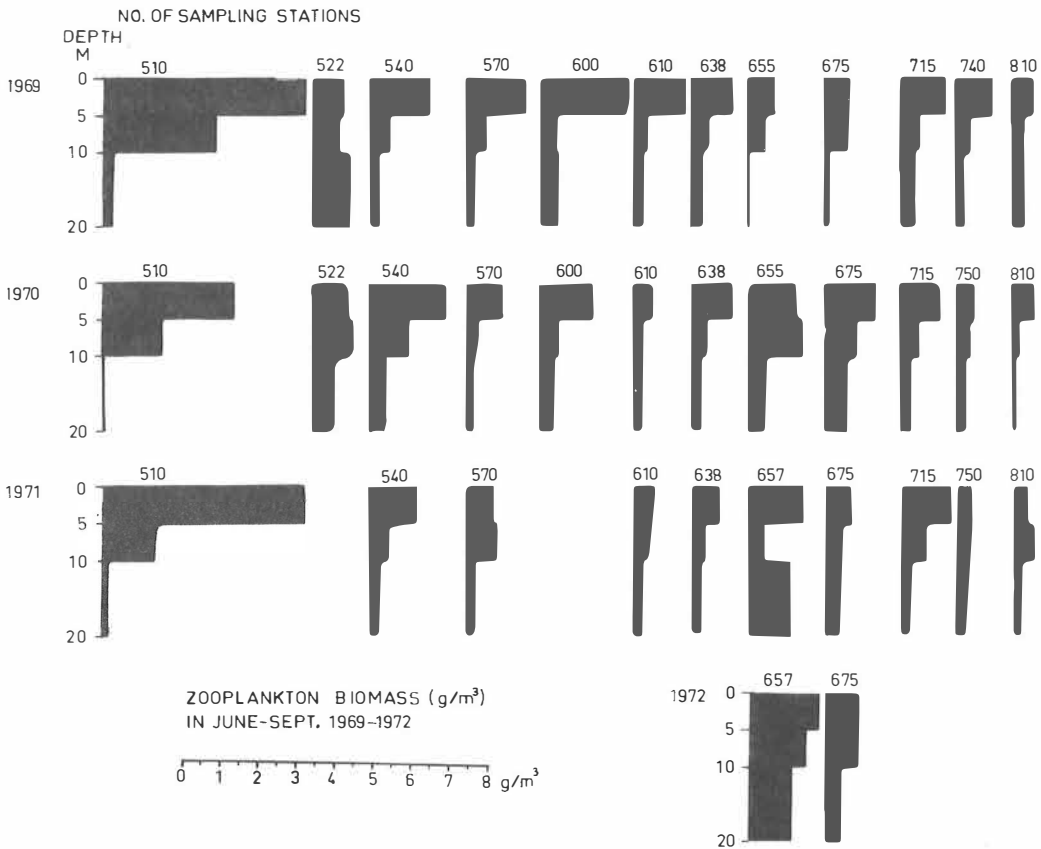 NO. OF SAMPLING STATIONS
DEPTH
M
510 522 540 570 600 610 638 655 675 715 740 810
1969
0
5
10
20
510 522 540 570 600 610 638 655 675 715 750 810
1970
0
5
10
20
510 540 570 610 638 657 675 715 750 810
1971
0
5
10
20
657 675
1972
0
5
10
20
ZOOPLANKTON BIOMASS (g/m³)
IN JUNE-SEPT. 1969-1972
0 1 2 3 4 5 6 7 8 g/m³